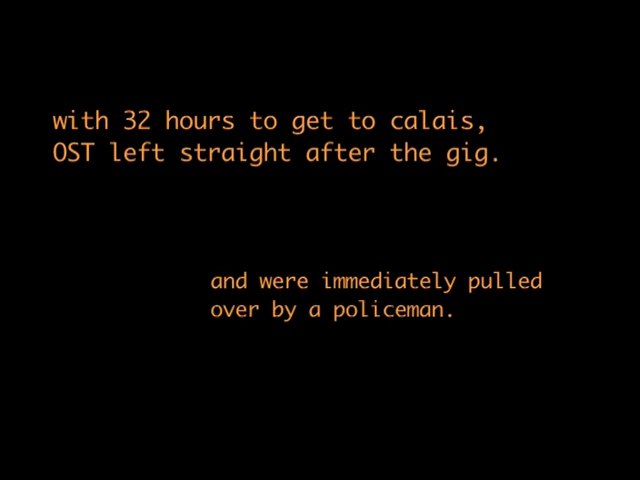 with 32 hours to get to calais,
OST left straight after the gig.
and were immediately pulled
over by a policeman.